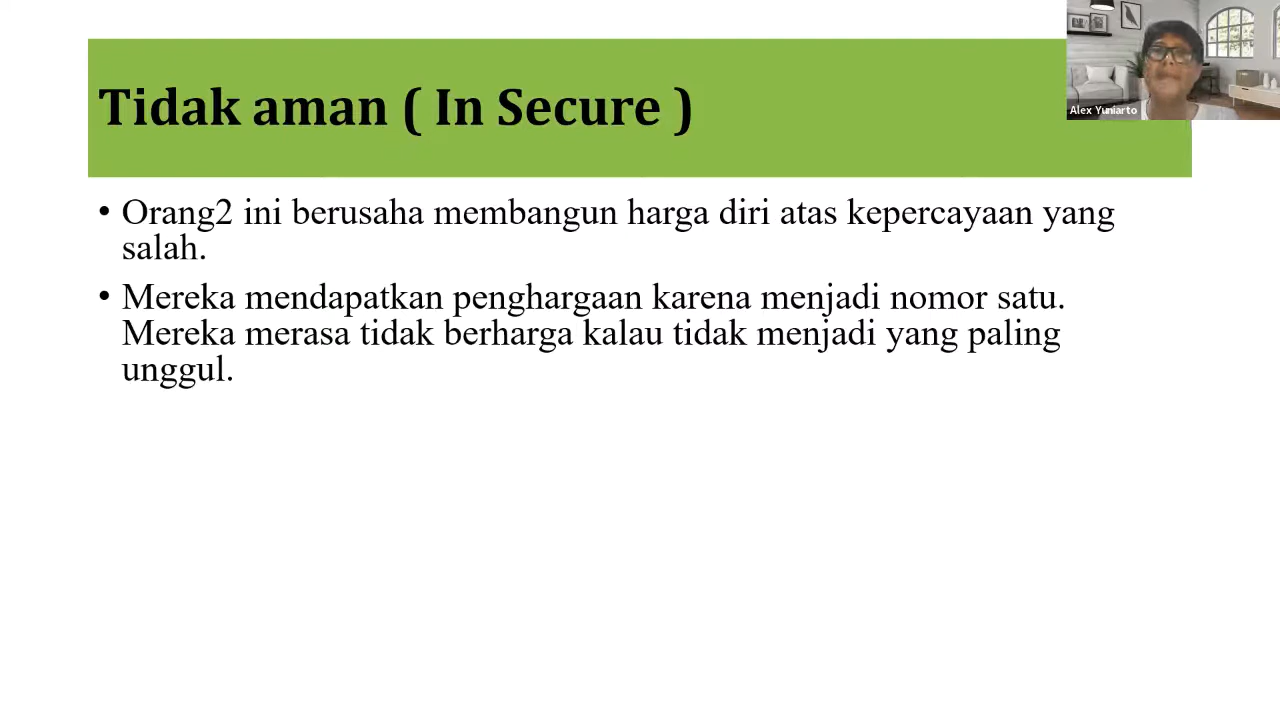 Tidak aman ( In Secure )
Alex Yuniarto
• Orang2 ini berusaha membangun harga diri atas kepercayaan yang
salah.
• Mereka mendapatkan penghargaan karena menjadi nomor satu.
Mereka merasa tidak berharga kalau tidak menjadi yang paling
unggul.